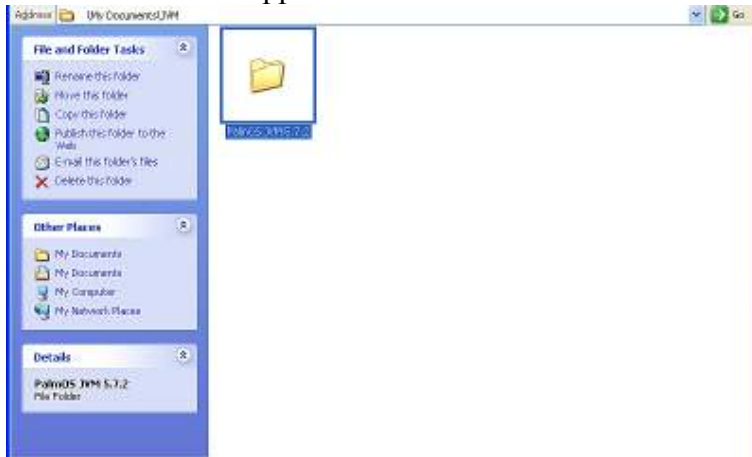 Address My Documents\JVM Go
File and Folder Tasks
Rename this folder
Move this folder
Copy this folder
Publish this folder to the
Web
E-mail this folder's files
Delete this folder
Other Places
My Documents
My Documents
My Computer
My Network Places
Details
PalmOS JVM 5.7.2
File Folder
PalmOS JVM 5.7.2